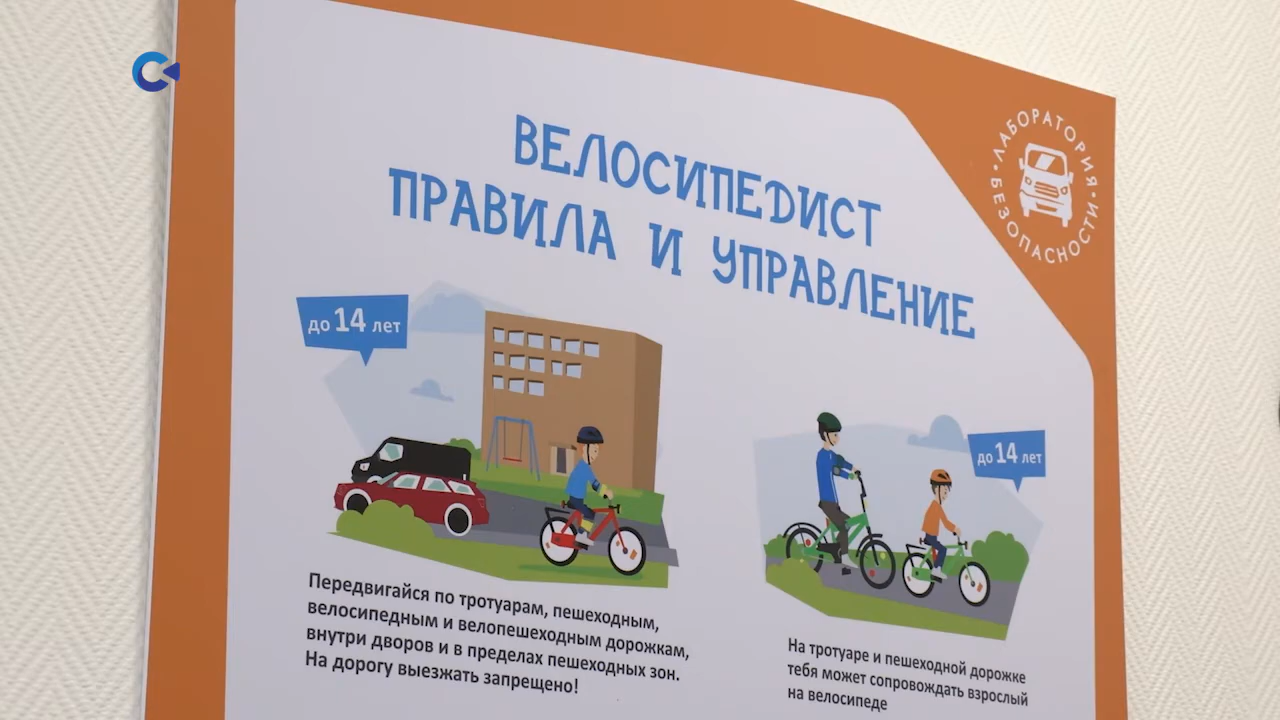 ВЕЛОСИПЕДИСТ
ПРАВИЛА И УПРАВЛЕНИЕ
• ЛАБОРАТОРИЯ •
БЕЗОПАСНОСТИ
до 14 лет
Передвигайся по тротуарам, пешеходным,
велосипедным и велопешеходным дорожкам,
внутри дворов и в пределах пешеходных зон.
На дорогу выезжать запрещено!
до 14 лет
На тротуаре и пешеходной дорожке
тебя может сопровождать взрослый
на велосипеде